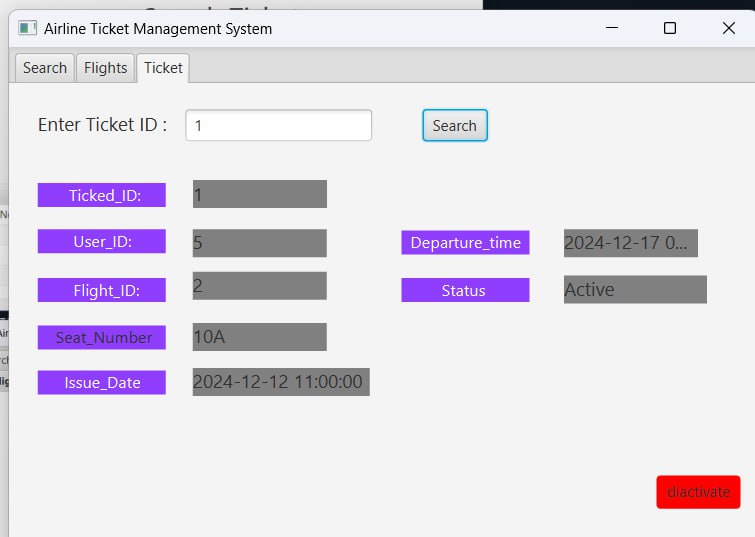 Airline Ticket Management System
Search Flights Ticket
Enter Ticket ID : 1 Search
Ticked_ID: 1
User_ID: 5 Departure_time 2024-12-17 0...
Flight_ID: 2 Status Active
Seat_Number 10A
Issue_Date 2024-12-12 11:00:00
diactivate